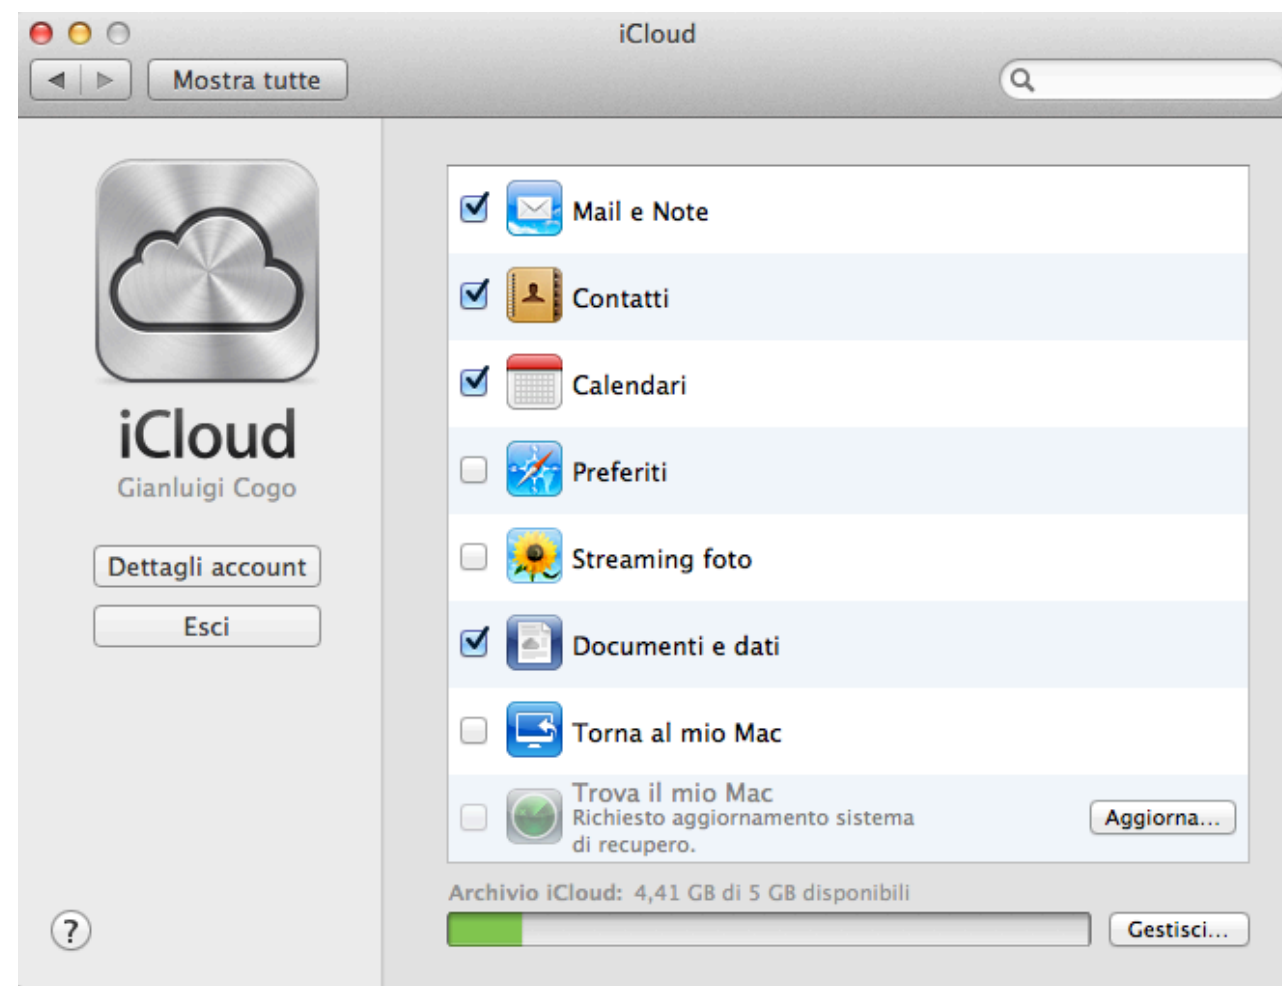 iCloud
Mostra tutte
iCloud
Gianluigi Cogo
Dettagli account
Esci
Mail e Note
Contatti
Calendari
Preferiti
Streaming foto
Documenti e dati
Torna al mio Mac
Trova il mio Mac
Richiesto aggiornamento sistema
di recupero.
Aggiorna...
Archivio iCloud: 4,41 GB di 5 GB disponibili
Gestisci...
?